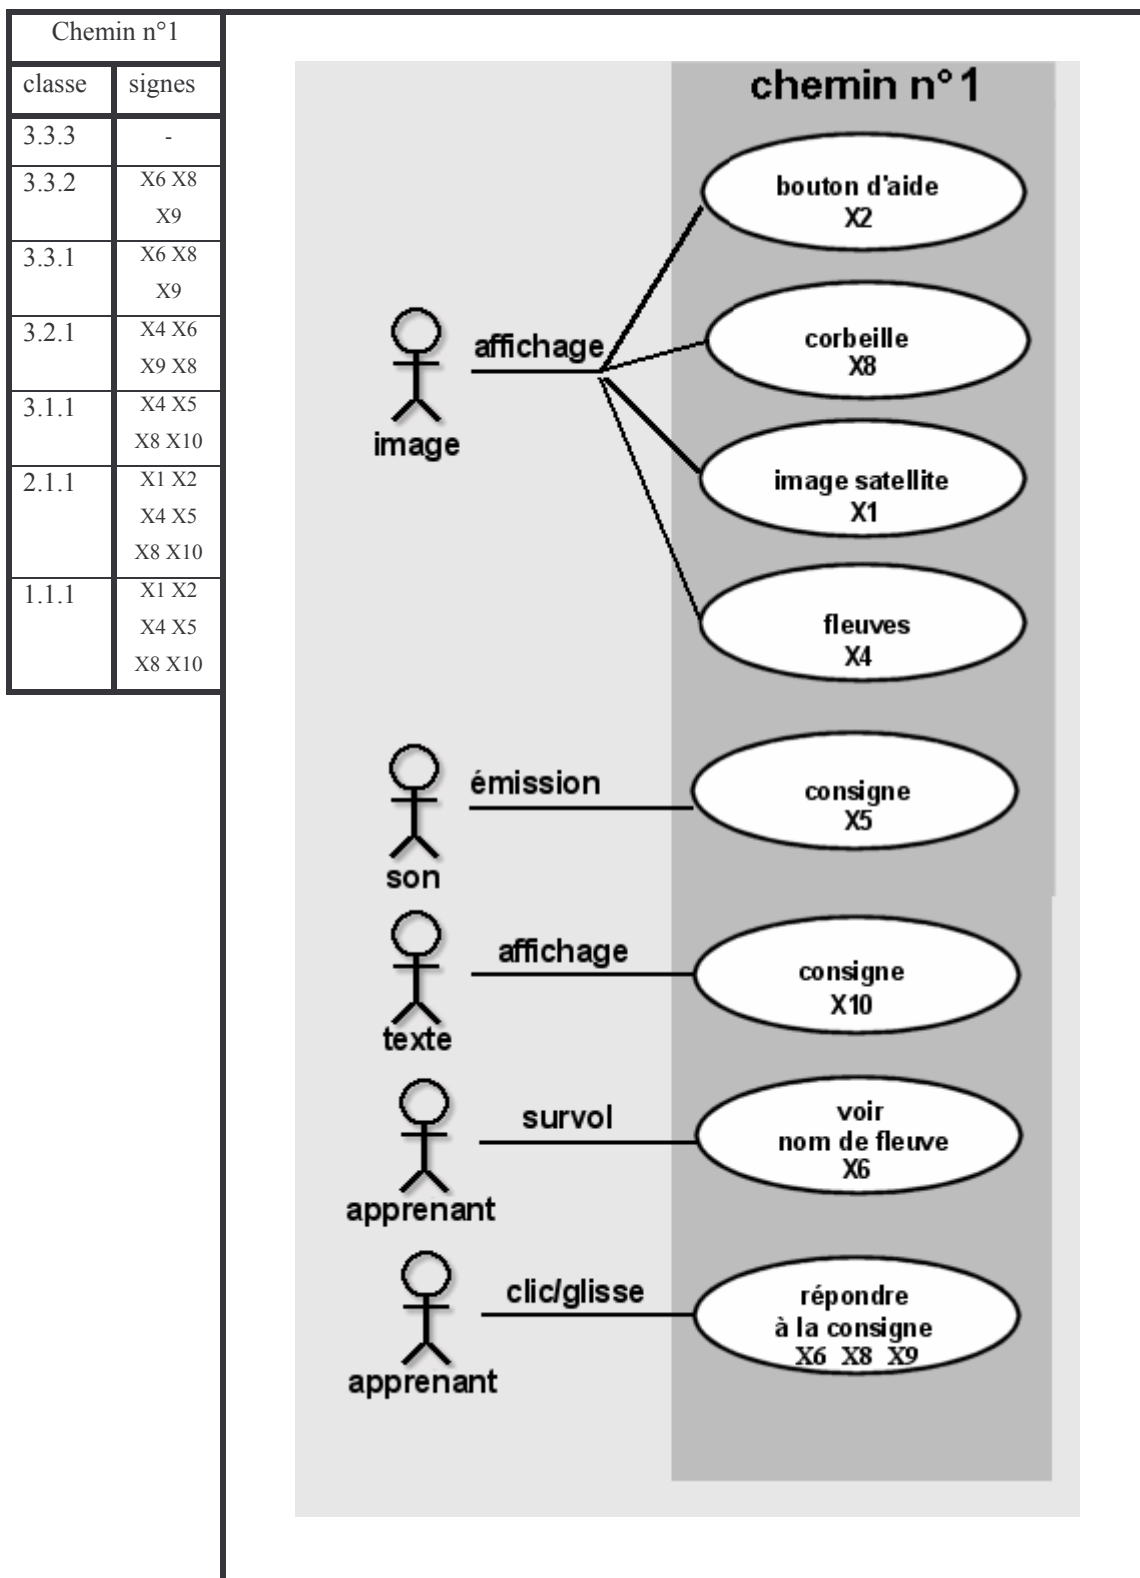 Chemin n°1
classe signes
3.3.3 -
3.3.2 X6 X8
X9
3.3.1 X6 X8
X9
3.2.1 X4 X6
X9 X8
3.1.1 X4 X5
X8 X10
2.1.1 X1 X2
X4 X5
X8 X10
1.1.1 X1 X2
X4 X5
X8 X10
chemin n° 1
bouton d'aide
X2
affichage
image
corbeille
X8
image satellite
X1
fleuves
X4
émission
son
consigne
X5
affichage
texte
consigne
X10
survol
apprenant
voir
nom de fleuve
X6
clic/glisse
apprenant
répondre
à la consigne
X6 X8 X9